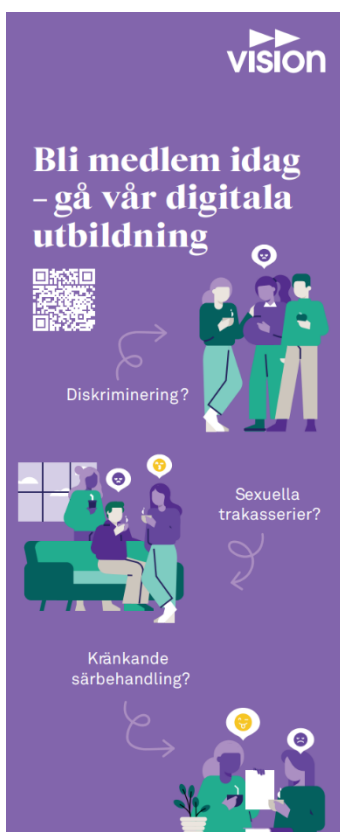 vision
Bli medlem idag
– gå vår digitala
utbildning
Diskriminering?
Sexuella
trakasserier?
Kränkande
särbehandling?